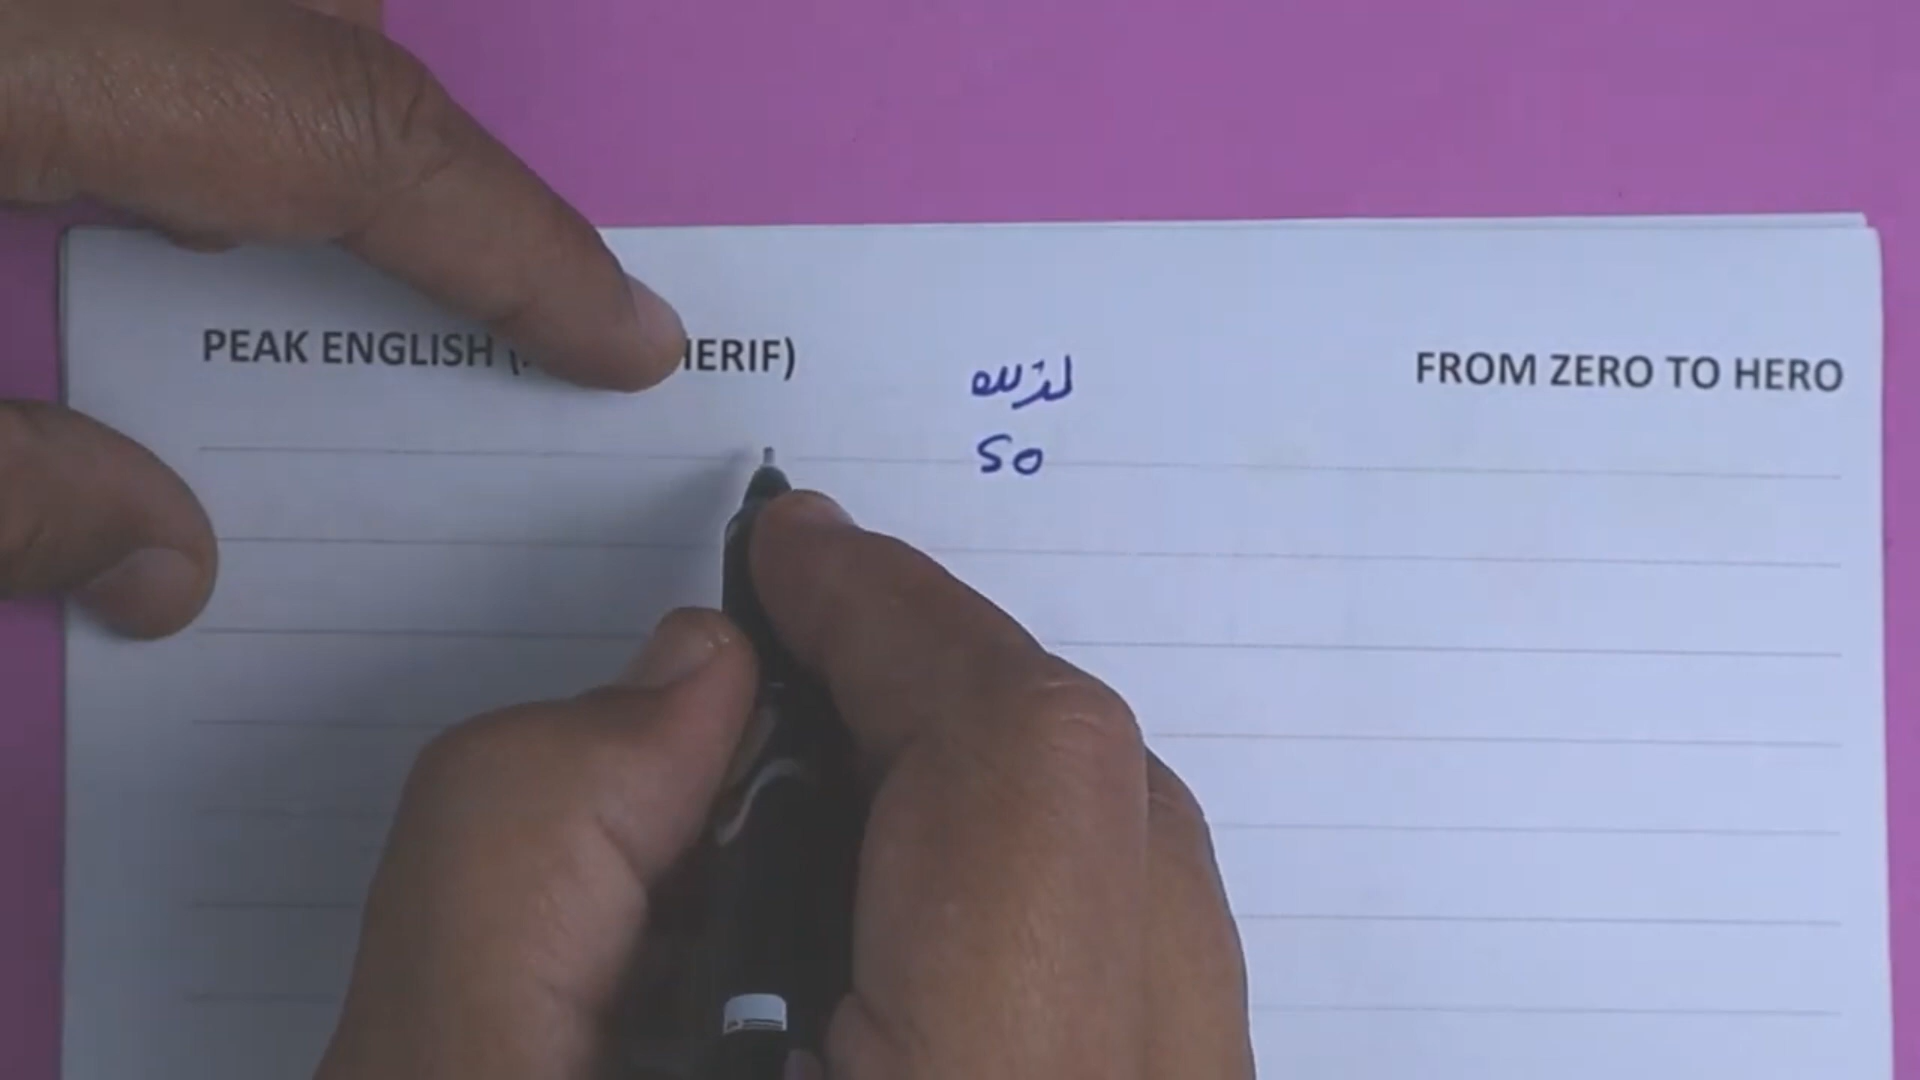 PEAK ENGLISH ( HERIF)
FROM ZERO TO HERO
لذلك
so